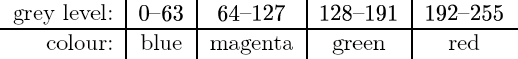 grey level: 0–63 64–127 128–191 192–255
colour: blue magenta green red